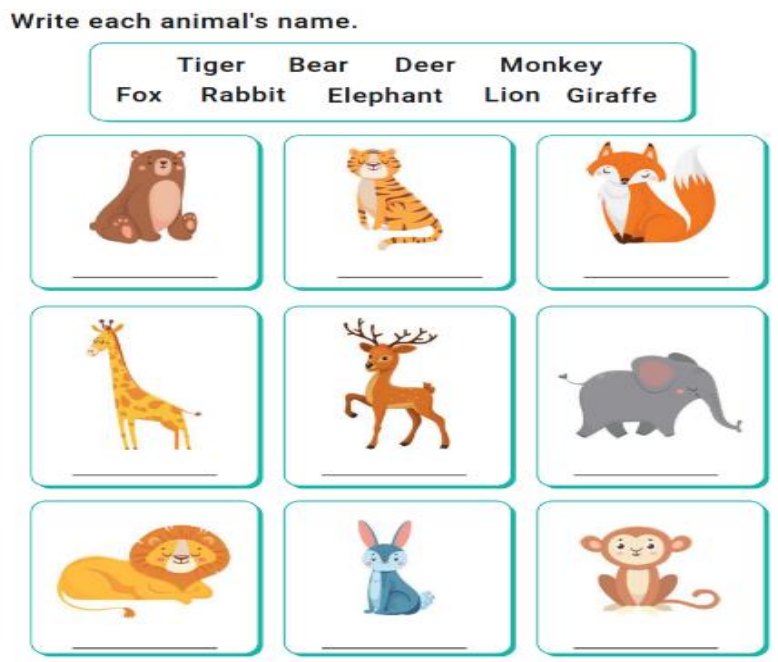 Write each animal's name.
Tiger Bear Deer Monkey
Fox Rabbit Elephant Lion Giraffe